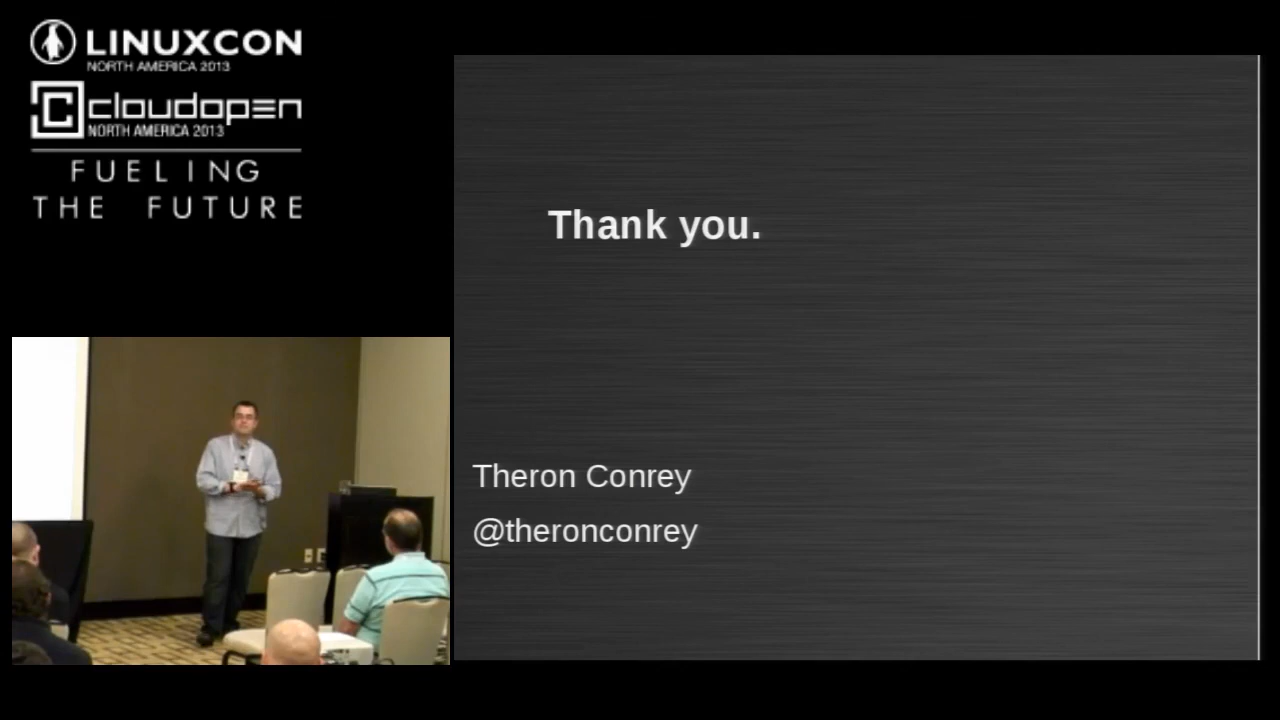 LINUXCON
NORTH AMERICA 2013
cloudopen
NORTH AMERICA 2013
FUELING
THE FUTURE
Thank you.
Theron Conrey
@theronconrey